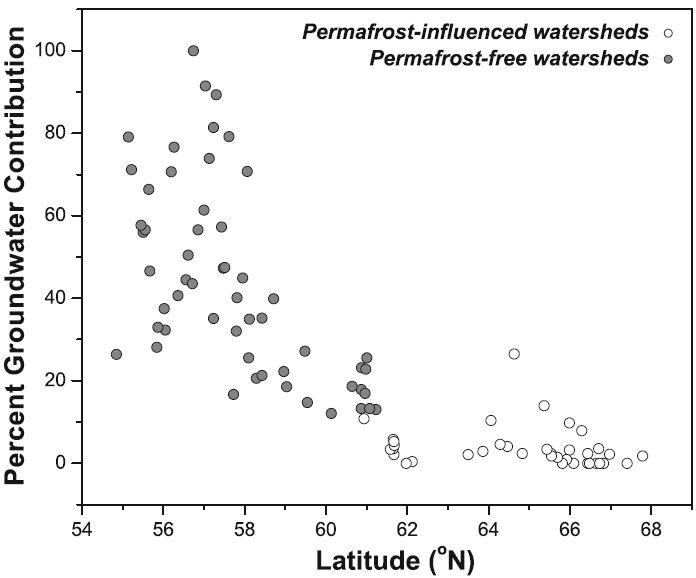 Permafrost-influenced watersheds
Permafrost-free watersheds
Percent Groundwater Contribution
100
80
60
40
20
0
54 56 58 60 62 64 66 68
Latitude (°N)